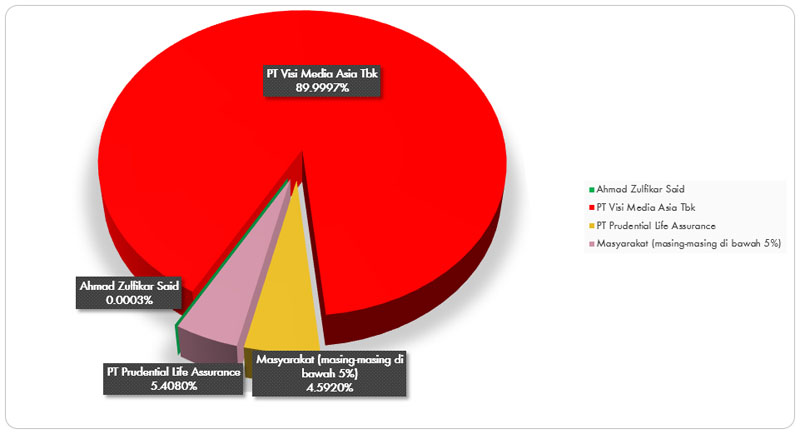 PT Visi Media Asia Tbk
89.9997%
Ahmad Zulfikar Said
0.0003%
PT Prudential Life Assurance
5.4080%
Masyarakat (masing-masing di
bawah 5%)
4.5920%
Ahmad Zulfikar Said
PT Visi Media Asia Tbk
PT Prudential Life Assurance
Masyarakat (masing-masing di bawah 5%)